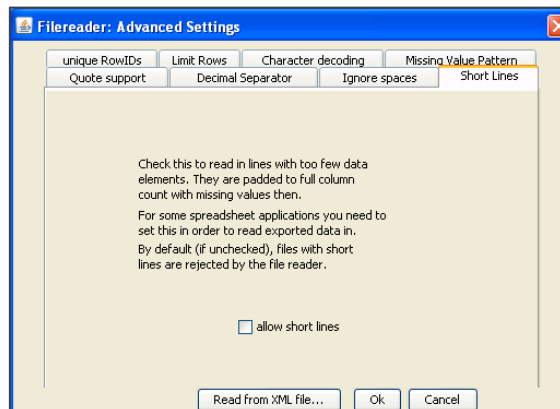 Filereader: Advanced Settings
unique RowIDs Limit Rows Character decoding Missing Value Pattern
Quote support Decimal Separator Ignore spaces Short Lines
Check this to read in lines with too few data
elements. They are padded to full column
count with missing values then.
For some spreadsheet applications you need to
set this in order to read exported data in.
By default (if unchecked), files with short
lines are rejected by the file reader.
allow short lines
Read from XML file... Ok Cancel